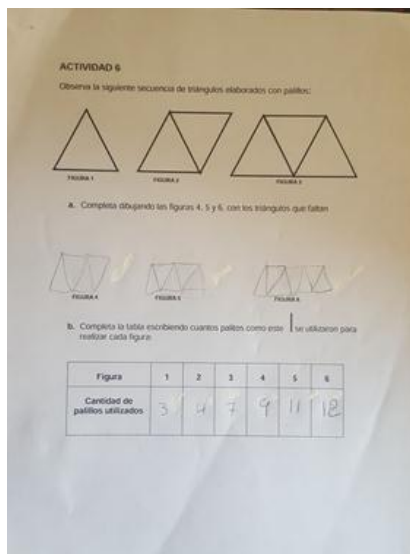 ACTIVIDAD 6
Observa la siguiente secuencia de triángulos elaborados con palillos:
FIGURA 1 FIGURA 2 FIGURA 3
a. Completa dibujando las figuras 4, 5 y 6, con los triángulos que faltan
FIGURA 4 FIGURA 5 FIGURA 6
b. Completa la tabla escribiendo cuantos palitos como este se utilizaron para
realizar cada figura:
Figura 1 2 3 4 5 6
Cantidad de
palillos utilizados 3 4 7 9 11 12